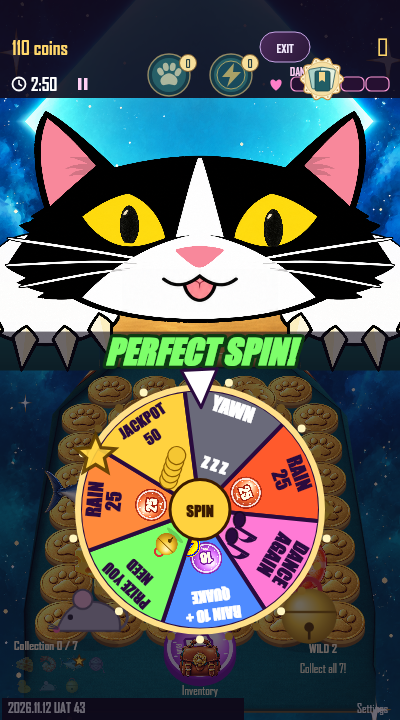 110 coins
EXIT
0
0
2:50
PERFECT SPIN!
JACKPOT
50
YAWN
ZZZ
RAIN
25
RAIN
25
25
SPIN
DANCE
AGAIN
PRIZE YOU
NEED
10
RAIN 10 +
QUAKE
Collection 0 / 7
WILD 2
Collect all 7!
Inventory
2026.11.12 UAT 43
Settings